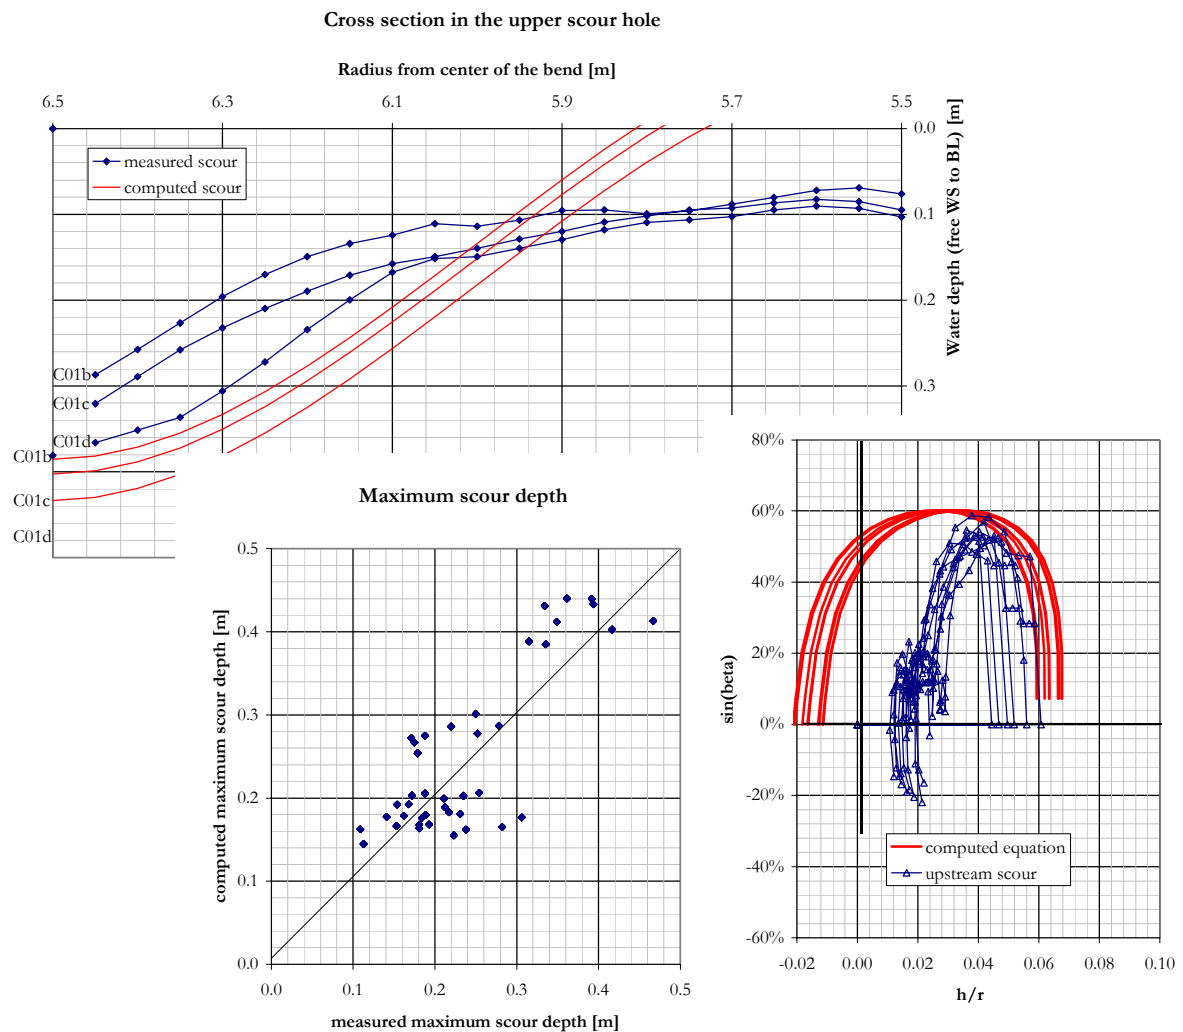 Cross section in the upper scour hole
Radius from center of the bend [m]
6.5 6.3 6.1 5.9 5.7 5.5
measured scour
computed scour
0.0
0.1
0.2
0.3
Water depth (free WS to BL) [m]
C01b
C01c
C01d
C01b
C01c
C01d
Maximum scour depth
computed maximum scour depth [m]
0.5
0.4
0.3
0.2
0.1
0.0
0.0 0.1 0.2 0.3 0.4 0.5
measured maximum scour depth [m]
sin(beta)
80%
60%
40%
20%
0%
-20%
-40%
-60%
computed equation
upstream scour
-0.02 0.00 0.02 0.04 0.06 0.08 0.10
h/r